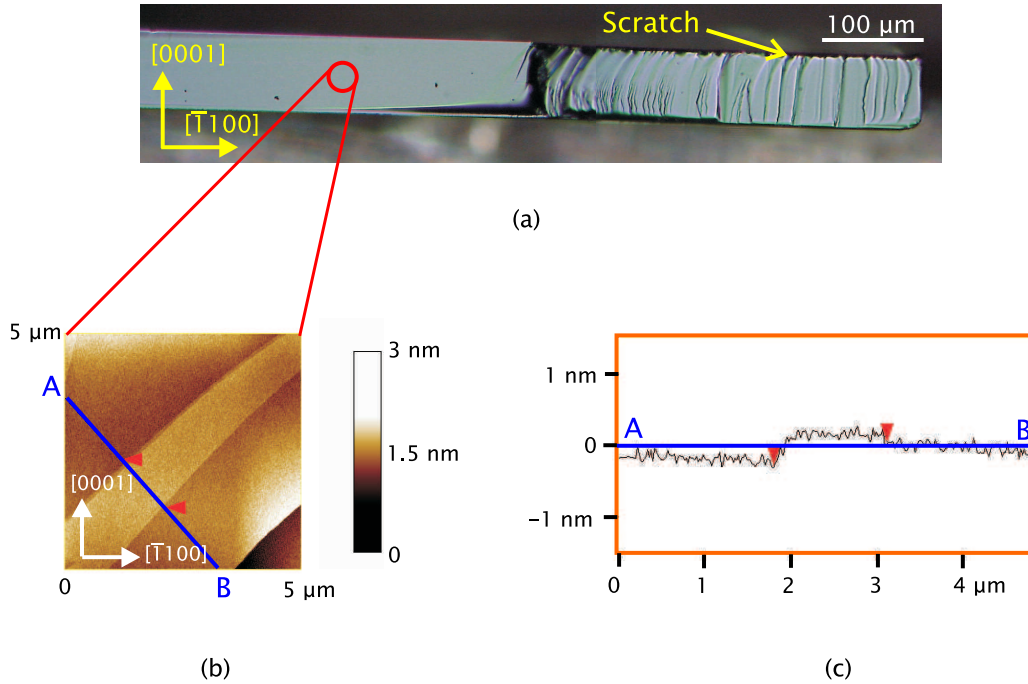 Scratch
100 µm
[0001]
[1̅100]
(a)
5 µm
A
[0001]
[1̅100]
B
0
5 µm
3 nm
1.5 nm
0
(b)
1 nm
0
−1 nm
A
B
0
1
2
3
4 µm
(c)